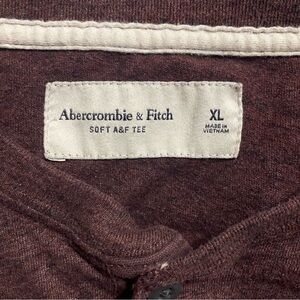 Abercrombie & Fitch
SOFT A&F TEE
XL
MADE IN
VIETNAM